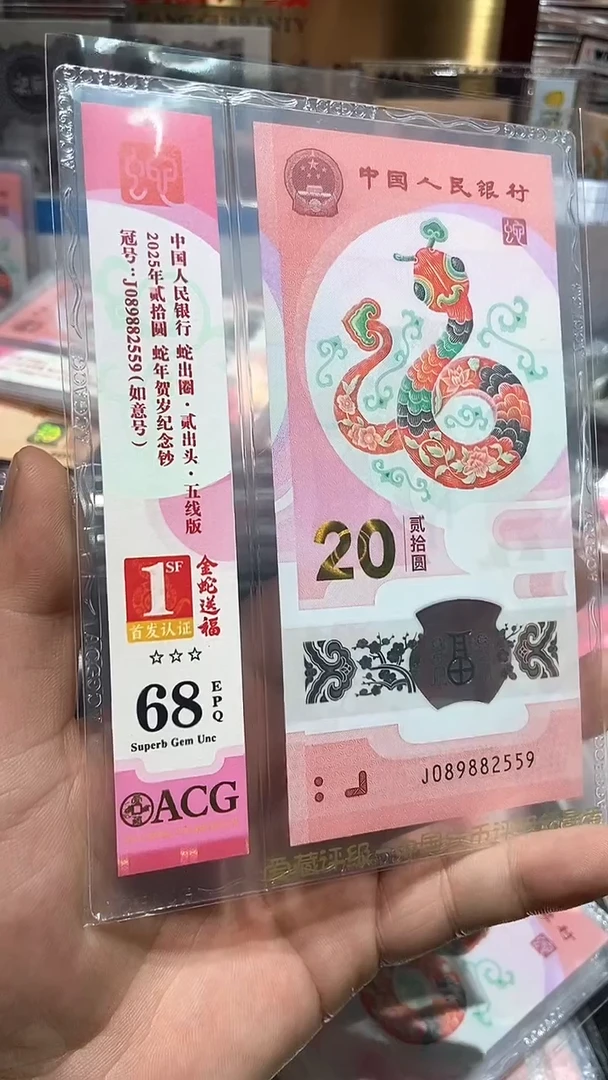 中国人民银行 蛇出圈·贰出头·五线版
2025年贰拾圆 蛇年贺岁纪念钞
冠号：J089882559（如意号）
1SF
首发认证
金蛇送福
☆☆☆
68 EPQ
Superb Gem Unc
ACG
中国人民银行
20 贰拾圆
J089882559